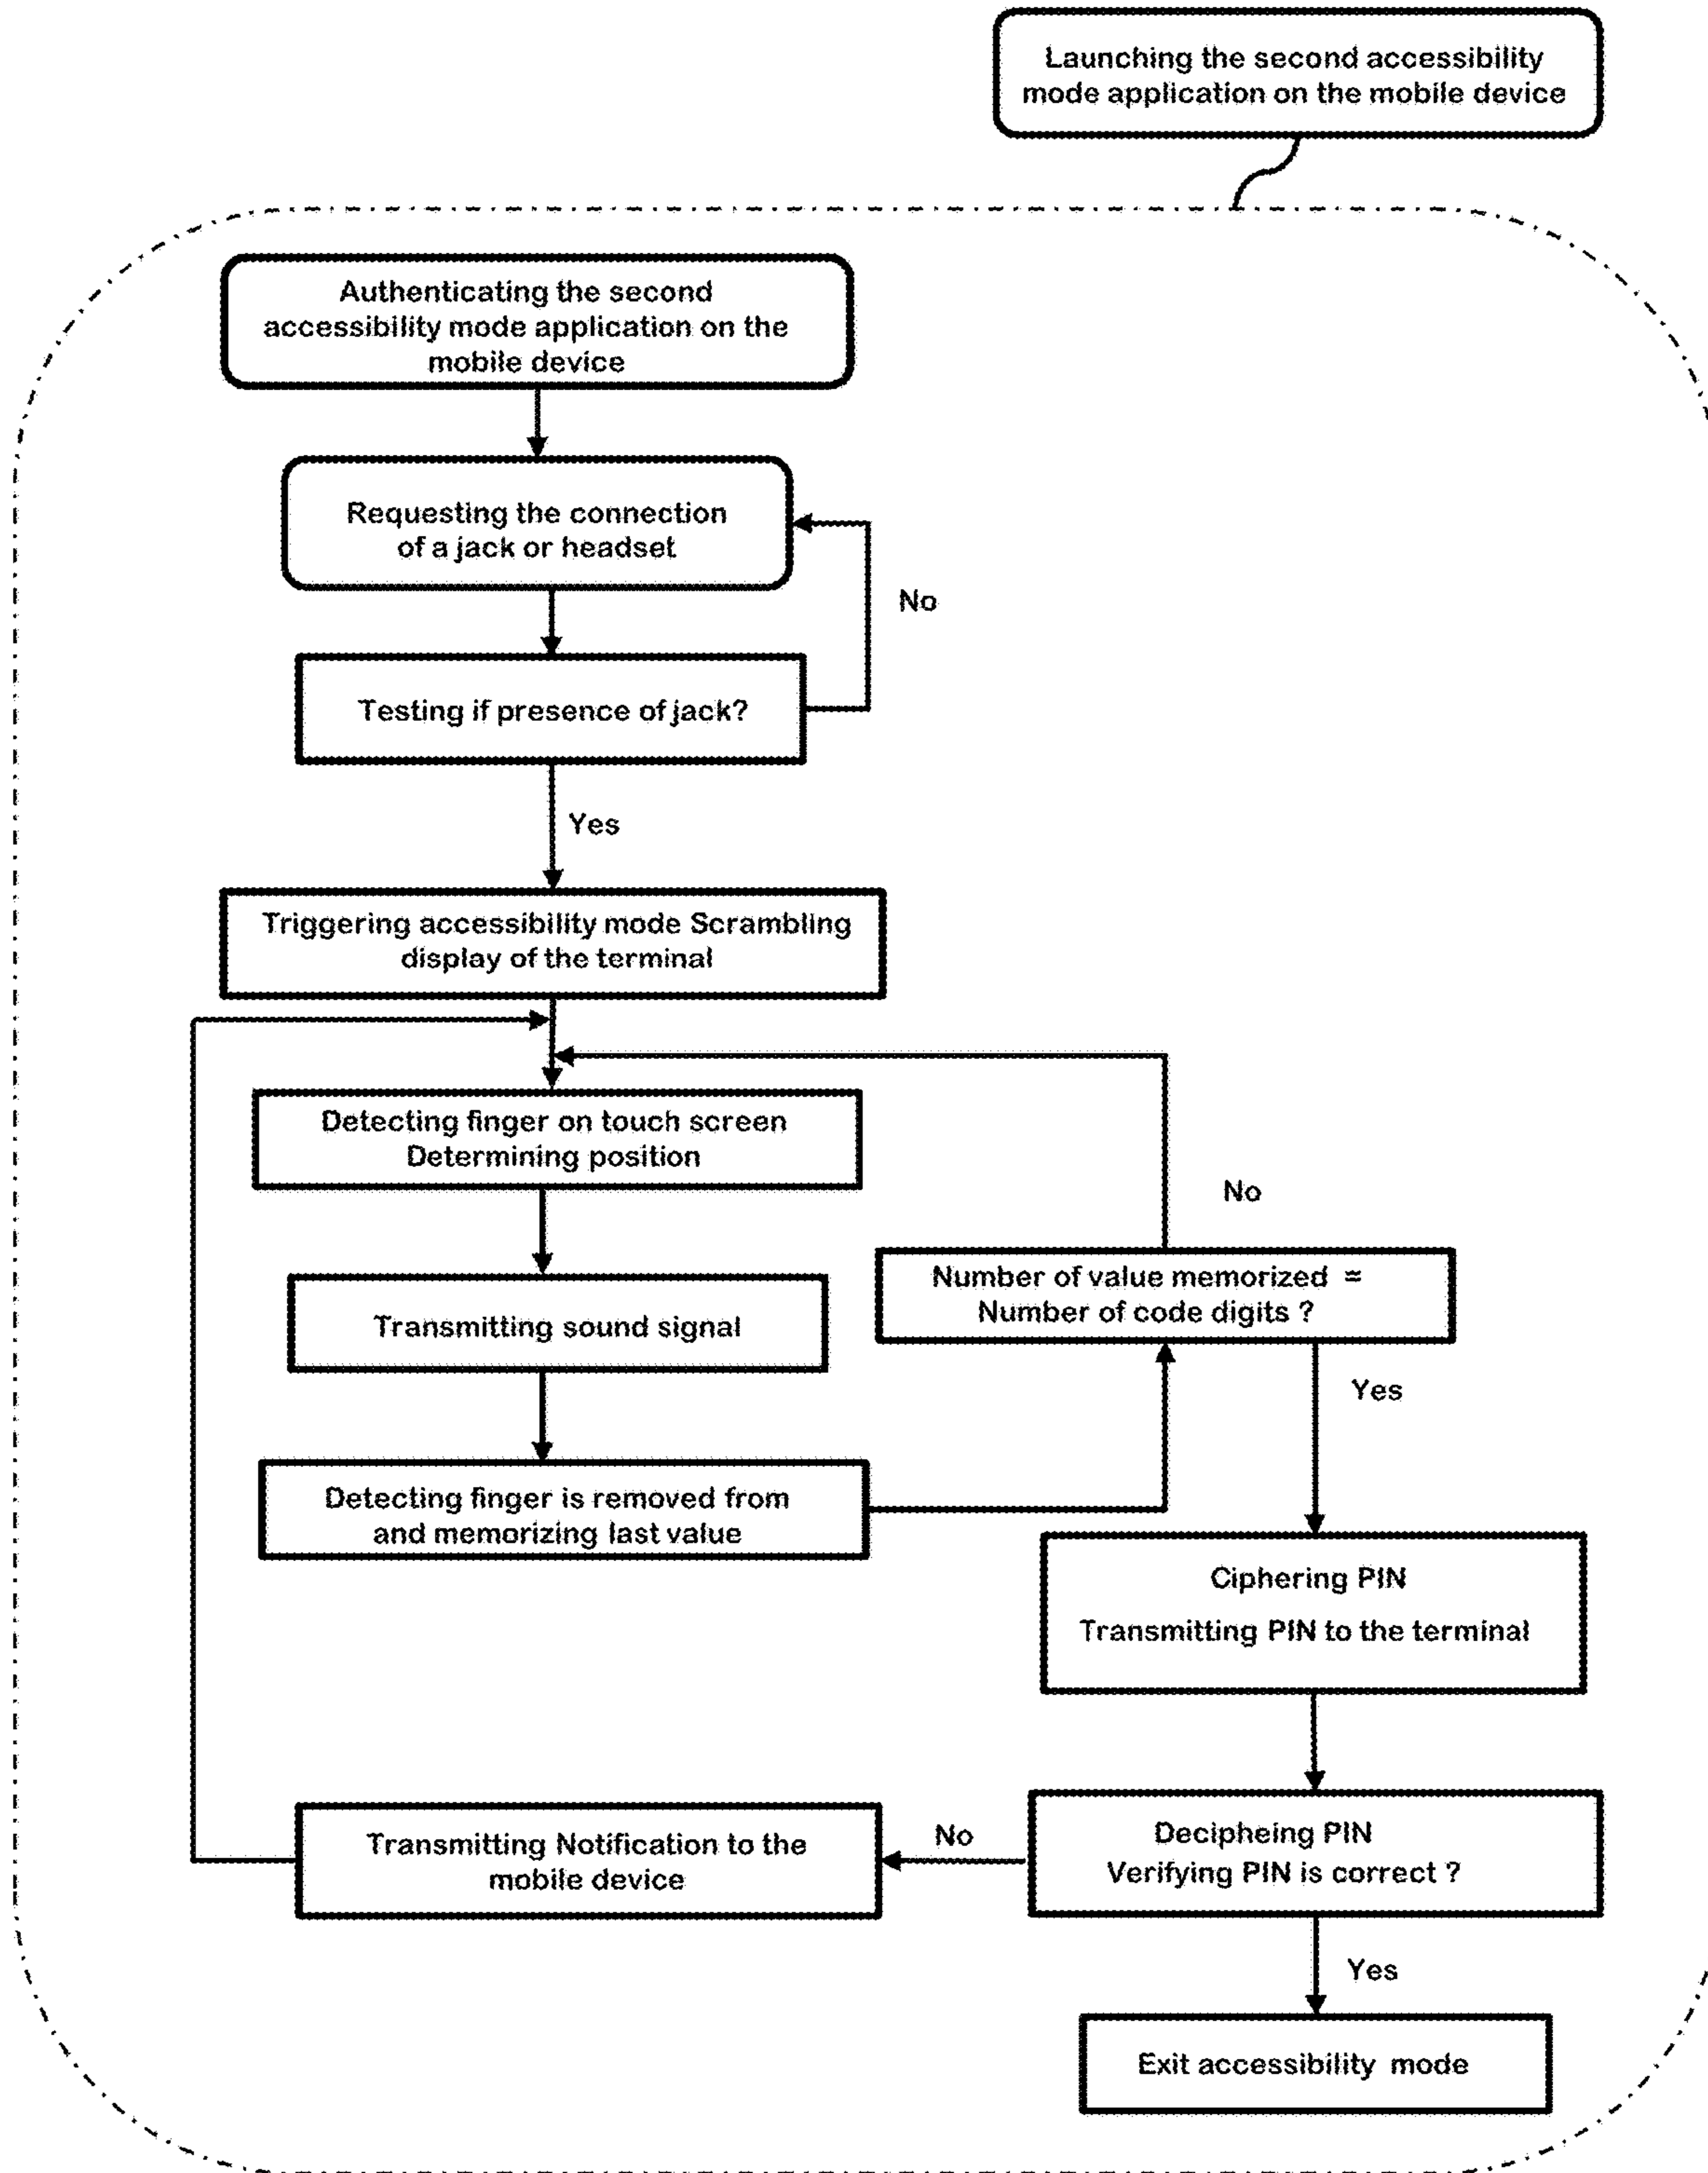 Launching the second accessibility
mode application on the mobile device
Authenticating the second
accessibility mode application on the
mobile device
Requesting the connection
of a jack or headset
No
Testing if presence of jack?
Yes
Triggering accessibility mode Scrambling
display of the terminal
Detecting finger on touch screen
Determining position
No
Number of value memorized =
Number of code digits ?
Transmitting sound signal
Yes
Detecting finger is removed from
and memorizing last value
Ciphering PIN
Transmitting PIN to the terminal
Decipheing PIN
Verifying PIN is correct ?
No
Transmitting Notification to the
mobile device
Yes
Exit accessibility mode